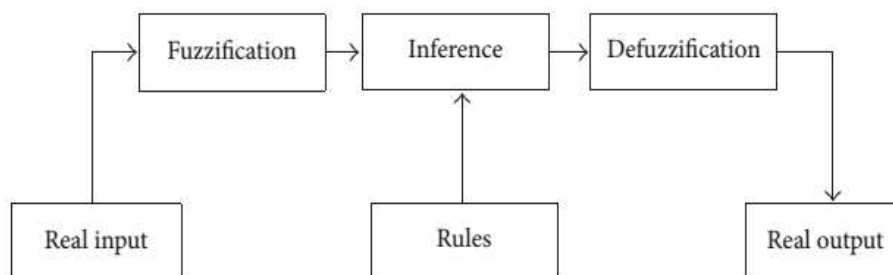 Fuzzification
Inference
Defuzzification
Real input
Rules
Real output